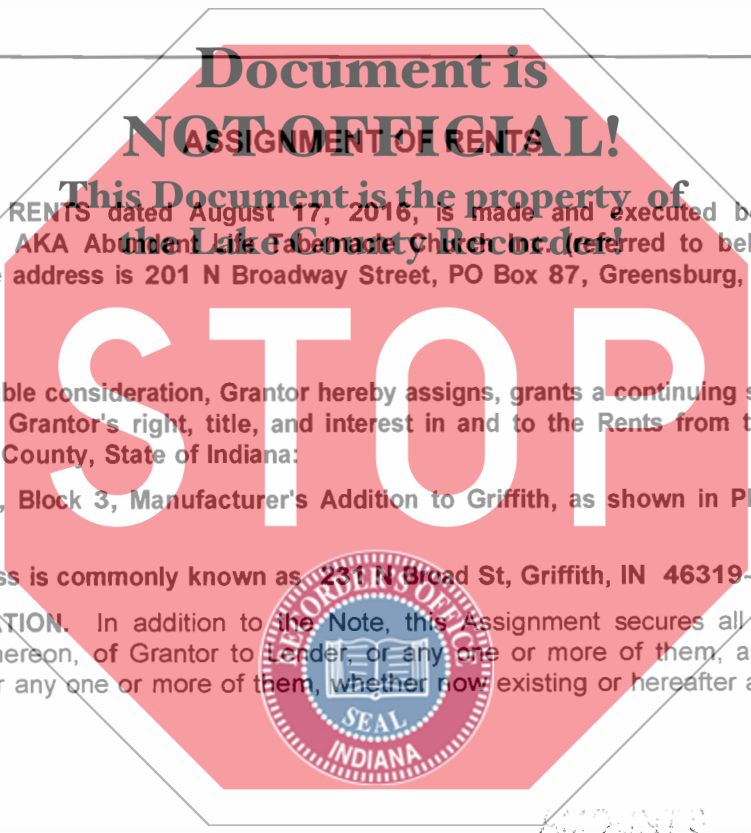 Document is
NOT OFFICIAL!
ASSIGNMENT OF RENTS
This Document is the property of
RENTS dated August 17, 2016, is made and executed b
the Lake County Recorder!
AKA Abundant Life Tabernacle Church Inc. (referred to bel
address is 201 N Broadway Street, PO Box 87, Greensburg,
STOP
ble consideration, Grantor hereby assigns, grants a continuing s
Grantor's right, title, and interest in and to the Rents from t
County, State of Indiana:
, Block 3, Manufacturer's Addition to Griffith, as shown in Pl
ss is commonly known as 231 N Broad St, Griffith, IN 46319-
ATION. In addition to the Note, this Assignment secures all
hereon, of Grantor to Lender, or any one or more of them, a
r any one or more of them, whether now existing or hereafter a
RECORDER'S OFFICE
SEAL
INDIANA